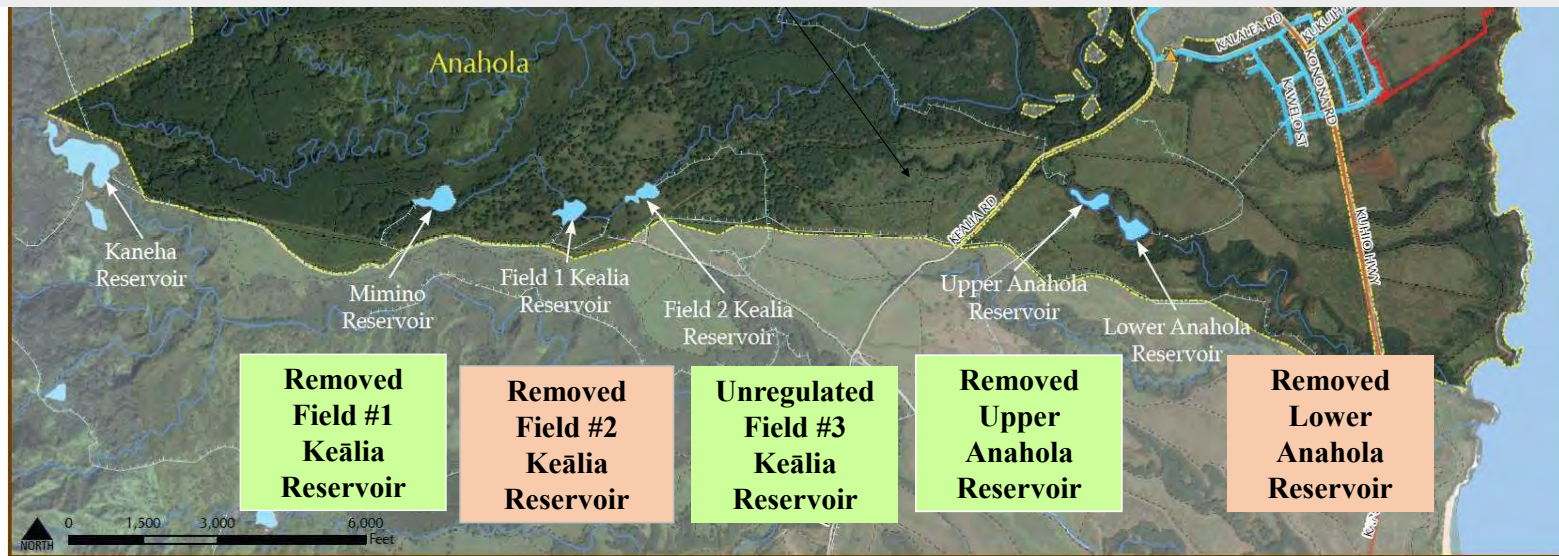 Anahola
KALALEA RD
KUKUIHA
KONONA RD
KAWELO ST
KEALIA RD
KUHIO HWY
Kaneha
Reservoir
Mimino
Reservoir
Field 1 Kealia
Reservoir
Field 2 Kealia
Reservoir
Upper Anahola
Reservoir
Lower Anahola
Reservoir
Removed
Field #1
Keālia
Reservoir
Removed
Field #2
Keālia
Reservoir
Unregulated
Field #3
Keālia
Reservoir
Removed
Upper
Anahola
Reservoir
Removed
Lower
Anahola
Reservoir
NORTH
0 1,500 3,000 6,000
Feet